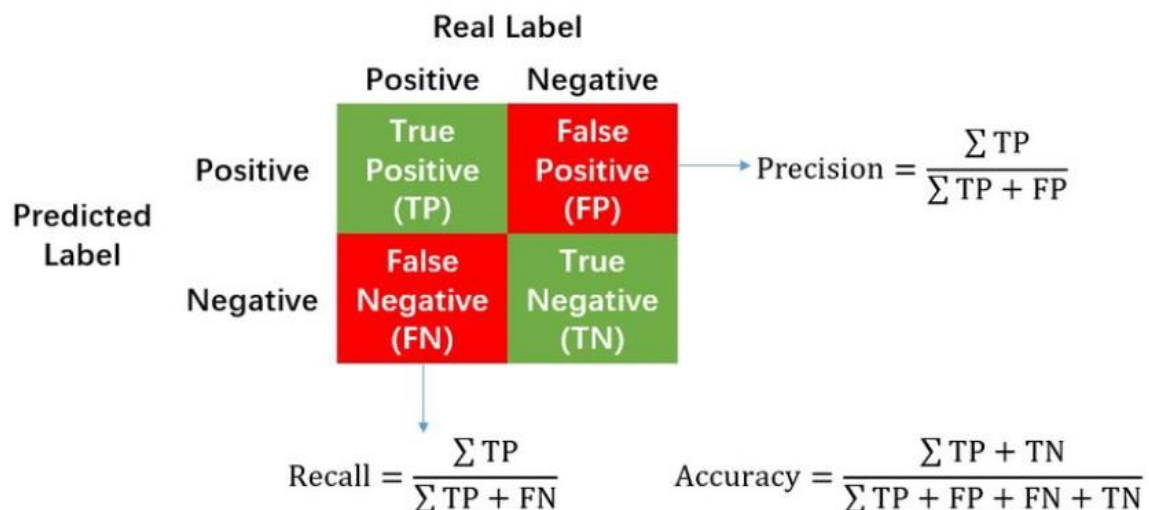 Real Label
Positive Negative
Predicted Label
Positive
True Positive (TP)
False Positive (FP)
Precision = ∑ TP / ∑ TP + FP
Negative
False Negative (FN)
True Negative (TN)
Recall = ∑ TP / ∑ TP + FN
Accuracy = ∑ TP + TN / ∑ TP + FP + FN + TN